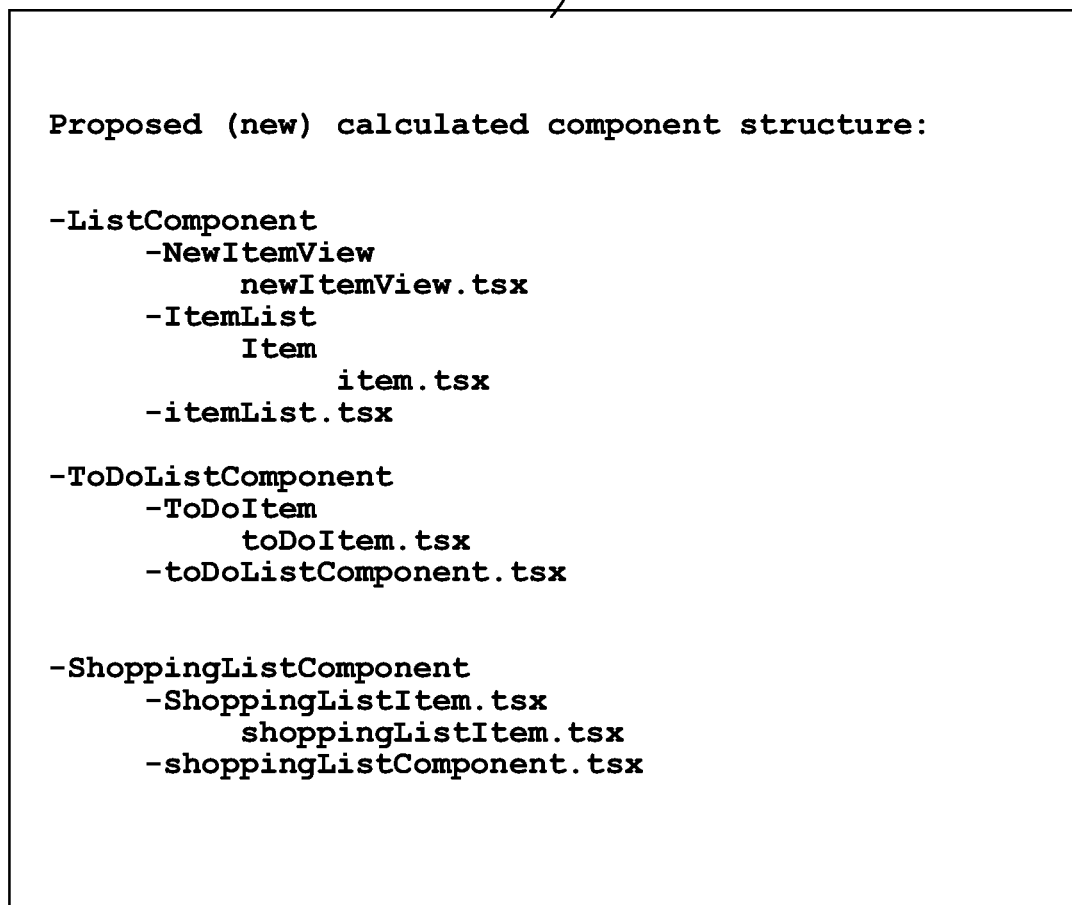 Proposed (new) calculated component structure:
-ListComponent
-NewItemView
newItemView.tsx
-ItemList
Item
item.tsx
-itemList.tsx
-ToDoListComponent
-ToDoItem
toDoItem.tsx
-toDoListComponent.tsx
-ShoppingListComponent
-ShoppingListItem.tsx
shoppingListItem.tsx
-shoppingListComponent.tsx